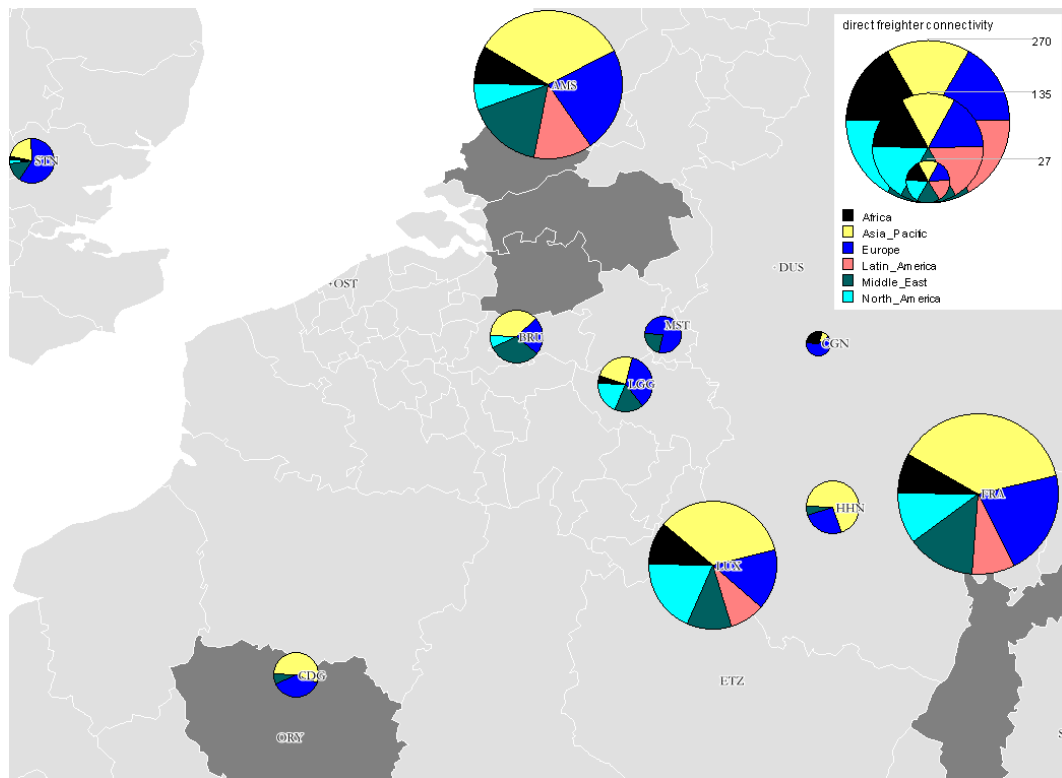 direct freighter connectivity
270
135
27
Africa
Asia_Pacific
Europe
Latin_America
Middle_East
North_America
AMS
STN
DUS
OST
MST
BRU
CGN
LGG
FRA
HHN
LUX
CDG
ETZ
ORY
S